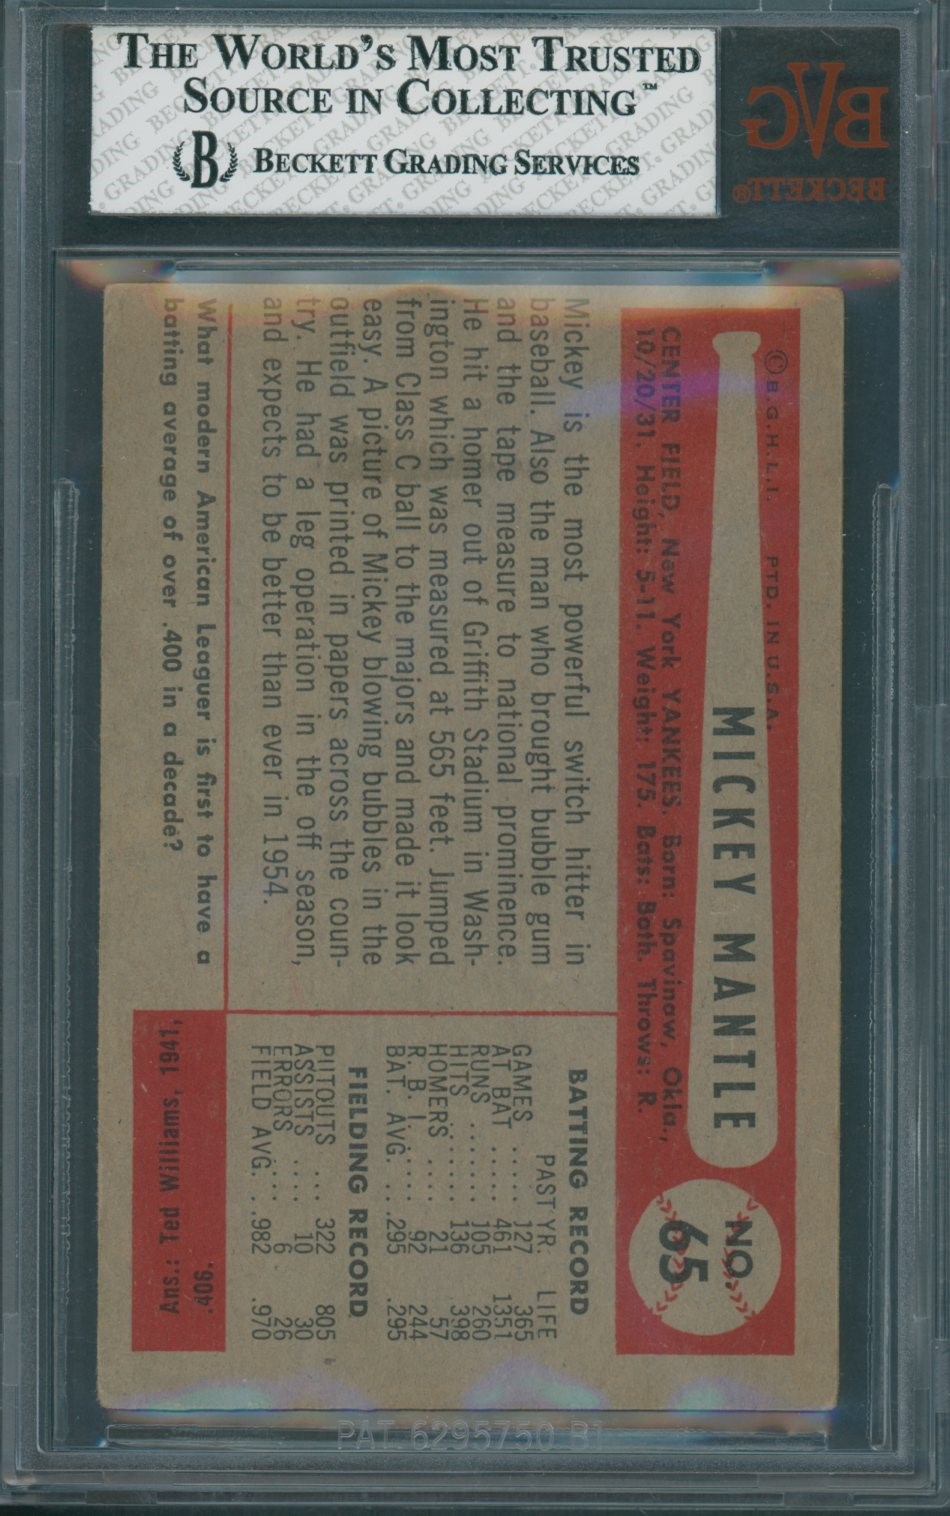 THE WORLD'S MOST TRUSTED
SOURCE IN COLLECTING™
B BECKETT GRADING SERVICES
BVG
BECKETT®
© B.G.H.L.I. PTD. IN U.S.A.
MICKEY MANTLE
NO.
65
CENTER FIELD, New York YANKEES. Born: Spavinaw, Okla.,
10/20/31. Height: 5-11. Weight: 175. Bats: Both. Throws: R.
Mickey is the most powerful switch hitter in
baseball. Also the man who brought bubble gum
and the tape measure to national prominence.
He hit a homer out of Griffith Stadium in Wash-
ington which was measured at 565 feet. Jumped
from Class C ball to the majors and made it look
easy. A picture of Mickey blowing bubbles in the
outfield was printed in papers across the coun-
try. He had a leg operation in the off season,
and expects to be better than ever in 1954.
BATTING RECORD
PAST YR. LIFE
GAMES ..... 127 365
AT BAT ..... 461 1351
RUNS ...... 105 260
HITS ...... 136 398
HOMERS .... 21 57
R. B. I. ..... 92 244
BAT. AVG. .. .295 .295
FIELDING RECORD
PUTOUTS ... 322 805
ASSISTS .... 10 30
ERRORS .... 6 26
FIELD AVG. .982 .970
What modern American Leaguer is first to have a
batting average of over .400 in a decade?
Ans.: Ted Williams, 1941,
.406.
PAT. 6295750 B1